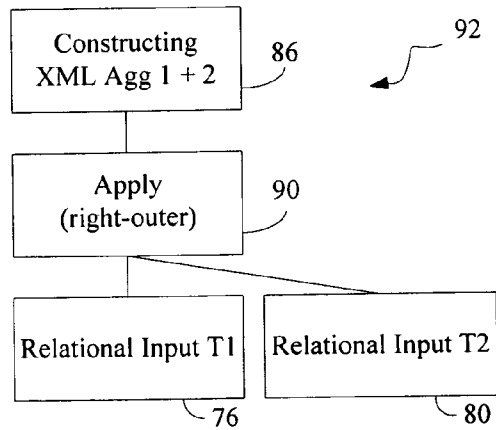 Constructing
XML Agg 1 + 2
86
92
Apply
(right-outer)
90
Relational Input T1
Relational Input T2
76
80